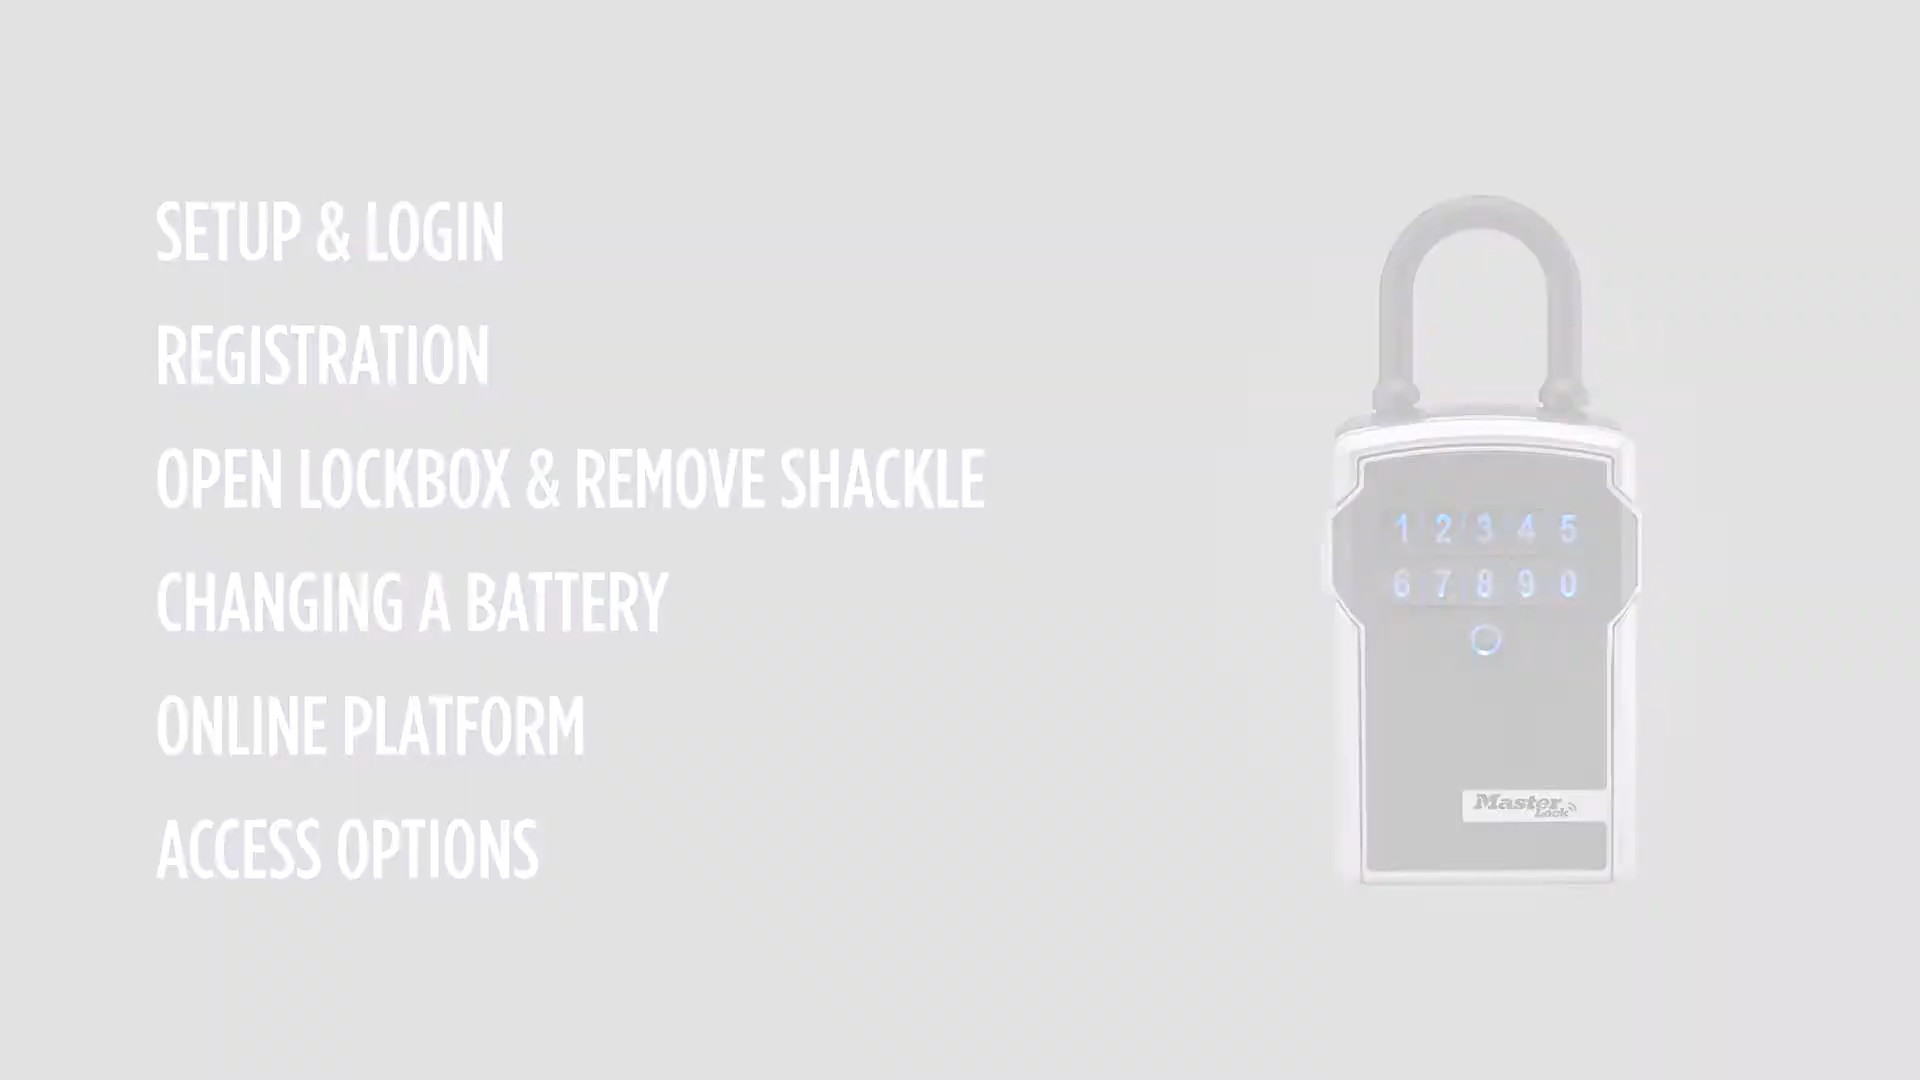 SETUP & LOGIN
REGISTRATION
OPEN LOCKBOX & REMOVE SHACKLE
CHANGING A BATTERY
ONLINE PLATFORM
ACCESS OPTIONS
1 2 3 4 5
6 7 8 9 0
Master
Lock